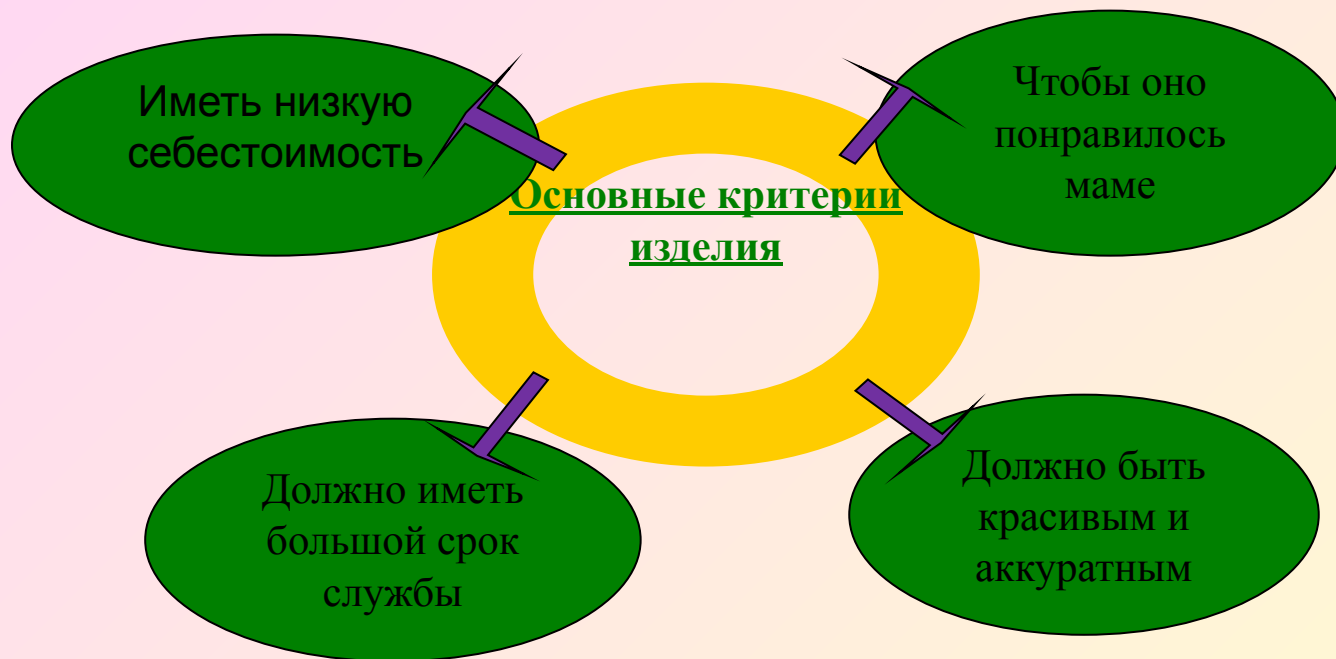 Иметь низкую
себестоимость
Чтобы оно
понравилось
маме
Основные критерии
изделия
Должно иметь
большой срок
службы
Должно быть
красивым и
аккуратным